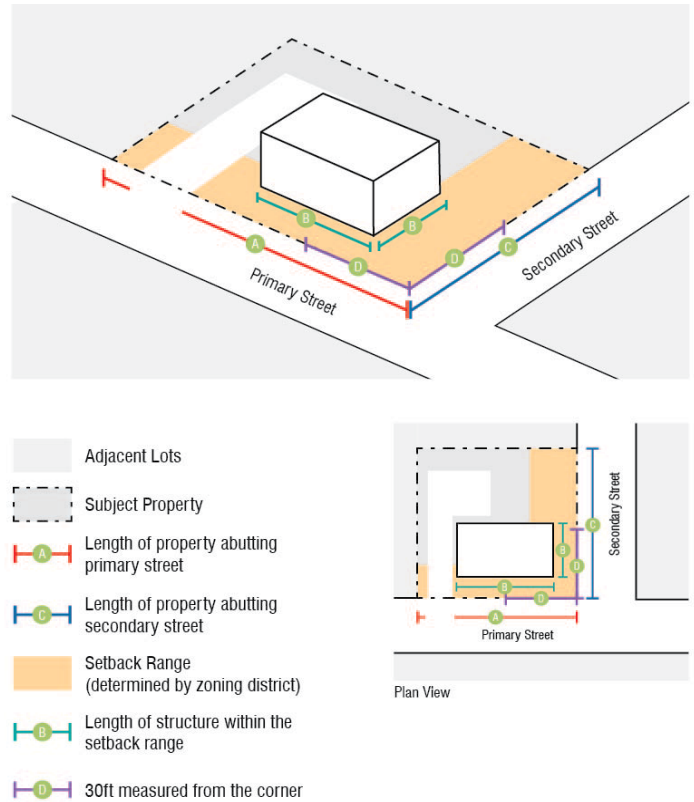 B
B
A
D
D
C
Primary Street
Secondary Street
Adjacent Lots
Subject Property
A
Length of property abutting
primary street
C
Length of property abutting
secondary street
Setback Range
(determined by zoning district)
B
Length of structure within the
setback range
D
30ft measured from the corner
B
B
D
D
C
A
Secondary Street
Primary Street
Plan View